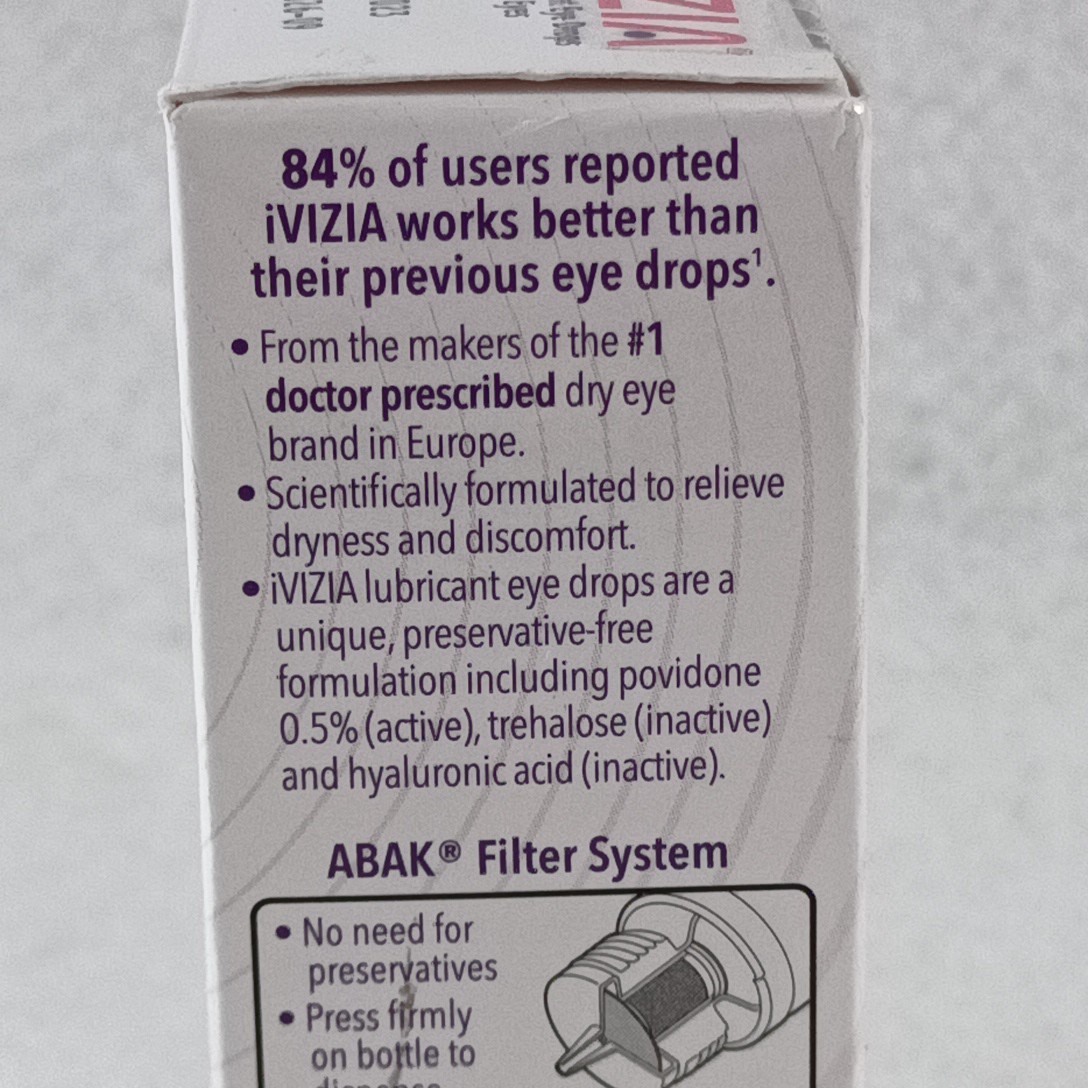 84% of users reported
iVIZIA works better than
their previous eye drops¹.
• From the makers of the #1
doctor prescribed dry eye
brand in Europe.
• Scientifically formulated to relieve
dryness and discomfort.
• iVIZIA lubricant eye drops are a
unique, preservative-free
formulation including povidone
0.5% (active), trehalose (inactive)
and hyaluronic acid (inactive).
ABAK® Filter System
• No need for
preservatives
• Press firmly
on bottle to